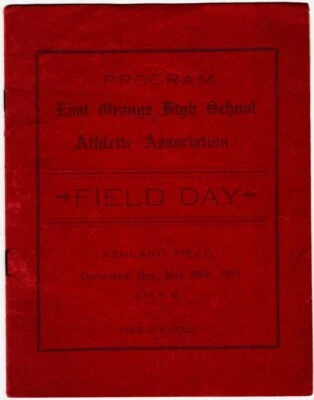 PROGRAM
East Orange High School
Athletic Association
FIELD DAY
ASHLAND FIELD
Decoration Day, May 30th, 1911